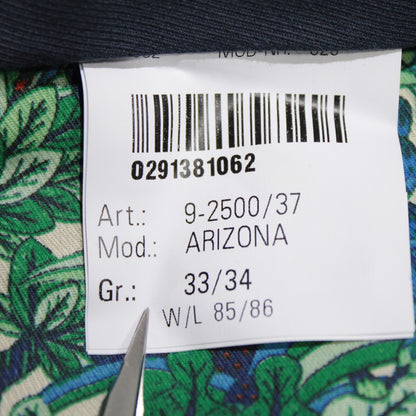 0291381062
Art.: 9-2500/37
Mod.: ARIZONA
Gr.: 33/34
W/L 85/86